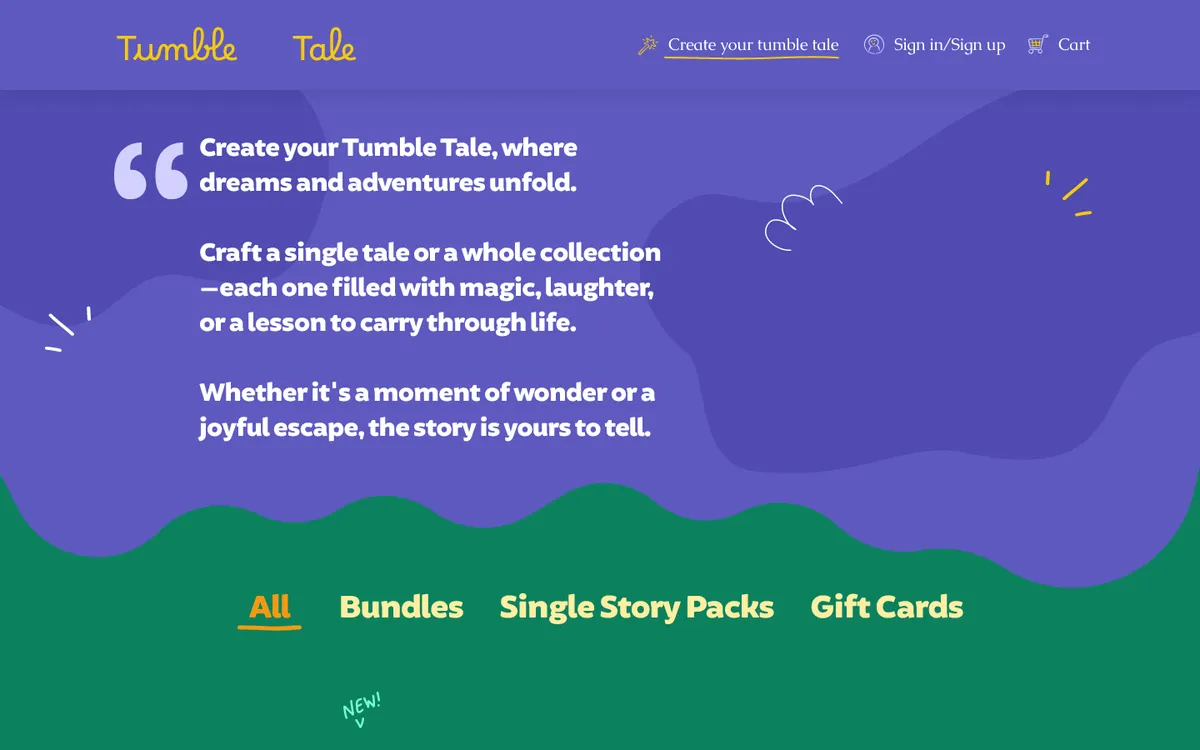 Tumble Tale
Create your tumble tale
Sign in/Sign up
Cart
“
Create your Tumble Tale, where
dreams and adventures unfold.
Craft a single tale or a whole collection
—each one filled with magic, laughter,
or a lesson to carry through life.
Whether it's a moment of wonder or a
joyful escape, the story is yours to tell.
All
Bundles
Single Story Packs
Gift Cards
NEW!